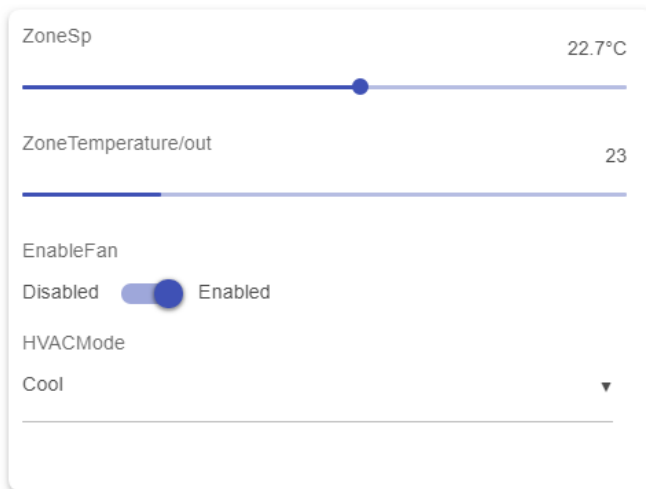 ZoneSp
22.7°C
ZoneTemperature/out
23
EnableFan
Disabled Enabled
HVACMode
Cool